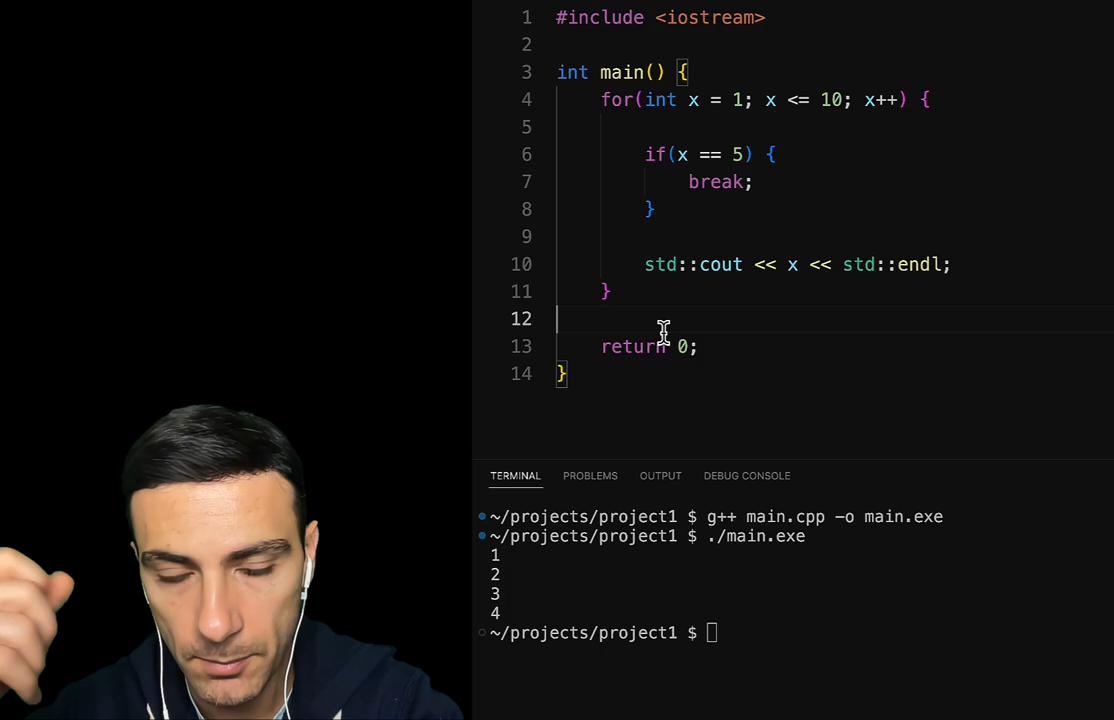 1 #include <iostream>
2
3 int main() {
4 for(int x = 1; x <= 10; x++) {
5
6 if(x == 5) {
7 break;
8 }
9
10 std::cout << x << std::endl;
11 }
12
13 return 0;
14 }
TERMINAL PROBLEMS OUTPUT DEBUG CONSOLE
~/projects/project1 $ g++ main.cpp -o main.exe
~/projects/project1 $ ./main.exe
1
2
3
4
~/projects/project1 $